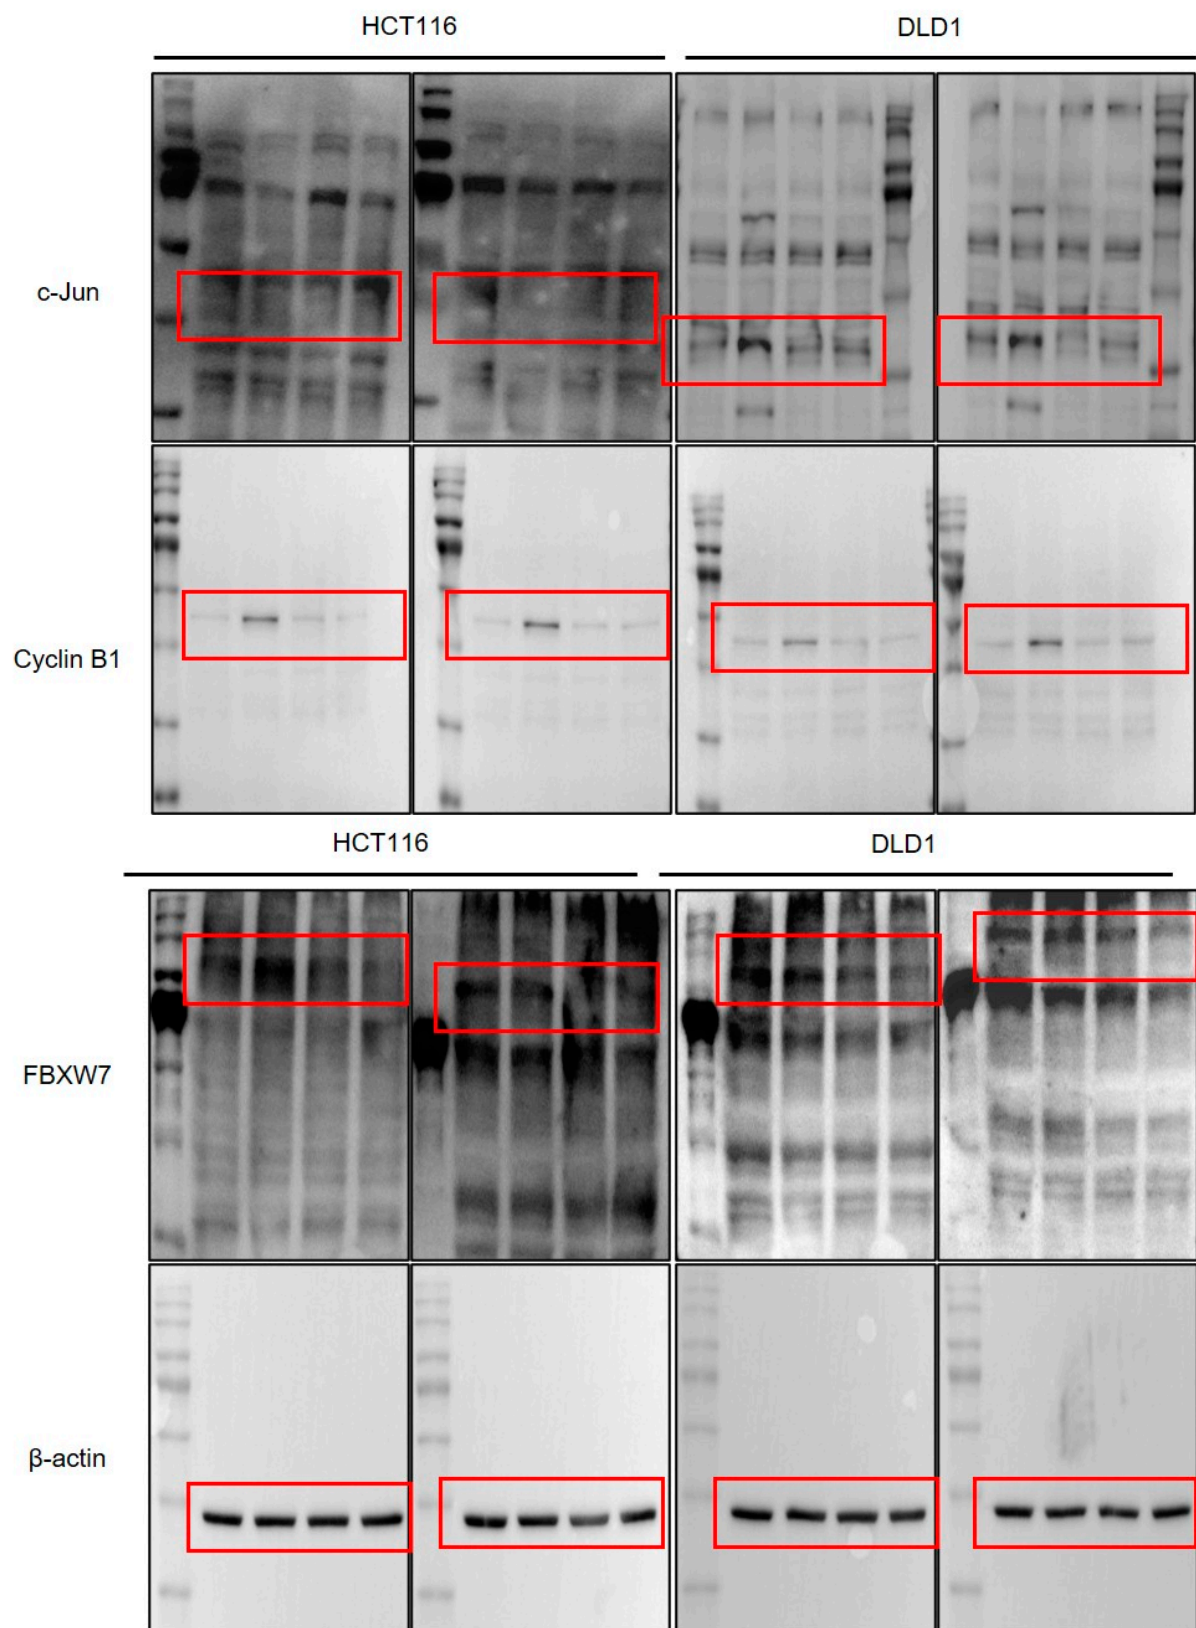 HCT116 DLD1
c-Jun
Cyclin B1
HCT116 DLD1
FBXW7
β-actin